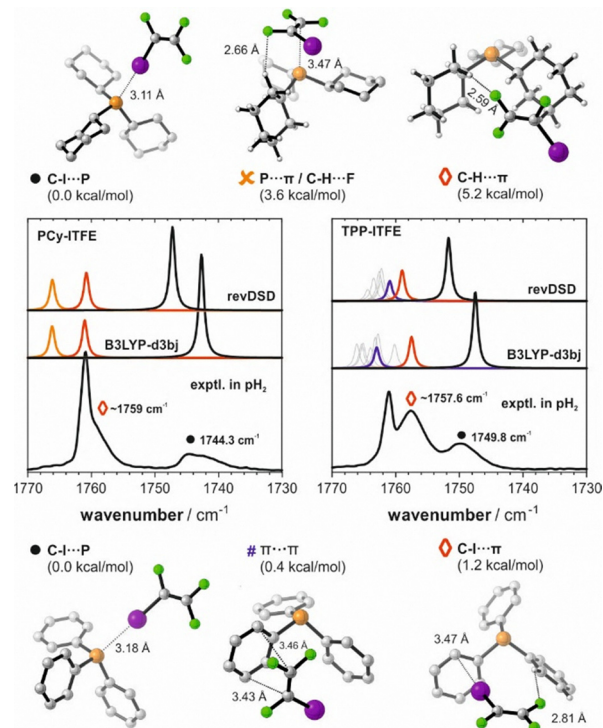 2.66 Å
3.47 Å
3.11 Å
2.59 Å
● C-I···P
(0.0 kcal/mol)
P···π / C-H···F
(3.6 kcal/mol)
◊ C-H···π
(5.2 kcal/mol)
PCy-ITFE
revDSD
B3LYP-d3bj
exptl. in pH₂
◊ ~1759 cm⁻¹
● 1744.3 cm⁻¹
1770 1760 1750 1740 1730
wavenumber / cm⁻¹
TPP-ITFE
revDSD
B3LYP-d3bj
exptl. in pH₂
◊ ~1757.6 cm⁻¹
● 1749.8 cm⁻¹
1770 1760 1750 1740 1730
wavenumber / cm⁻¹
● C-I···P
(0.0 kcal/mol)
# π···π
(0.4 kcal/mol)
◊ C-I···π
(1.2 kcal/mol)
3.18 Å
3.46 Å
3.43 Å
3.47 Å
2.81 Å